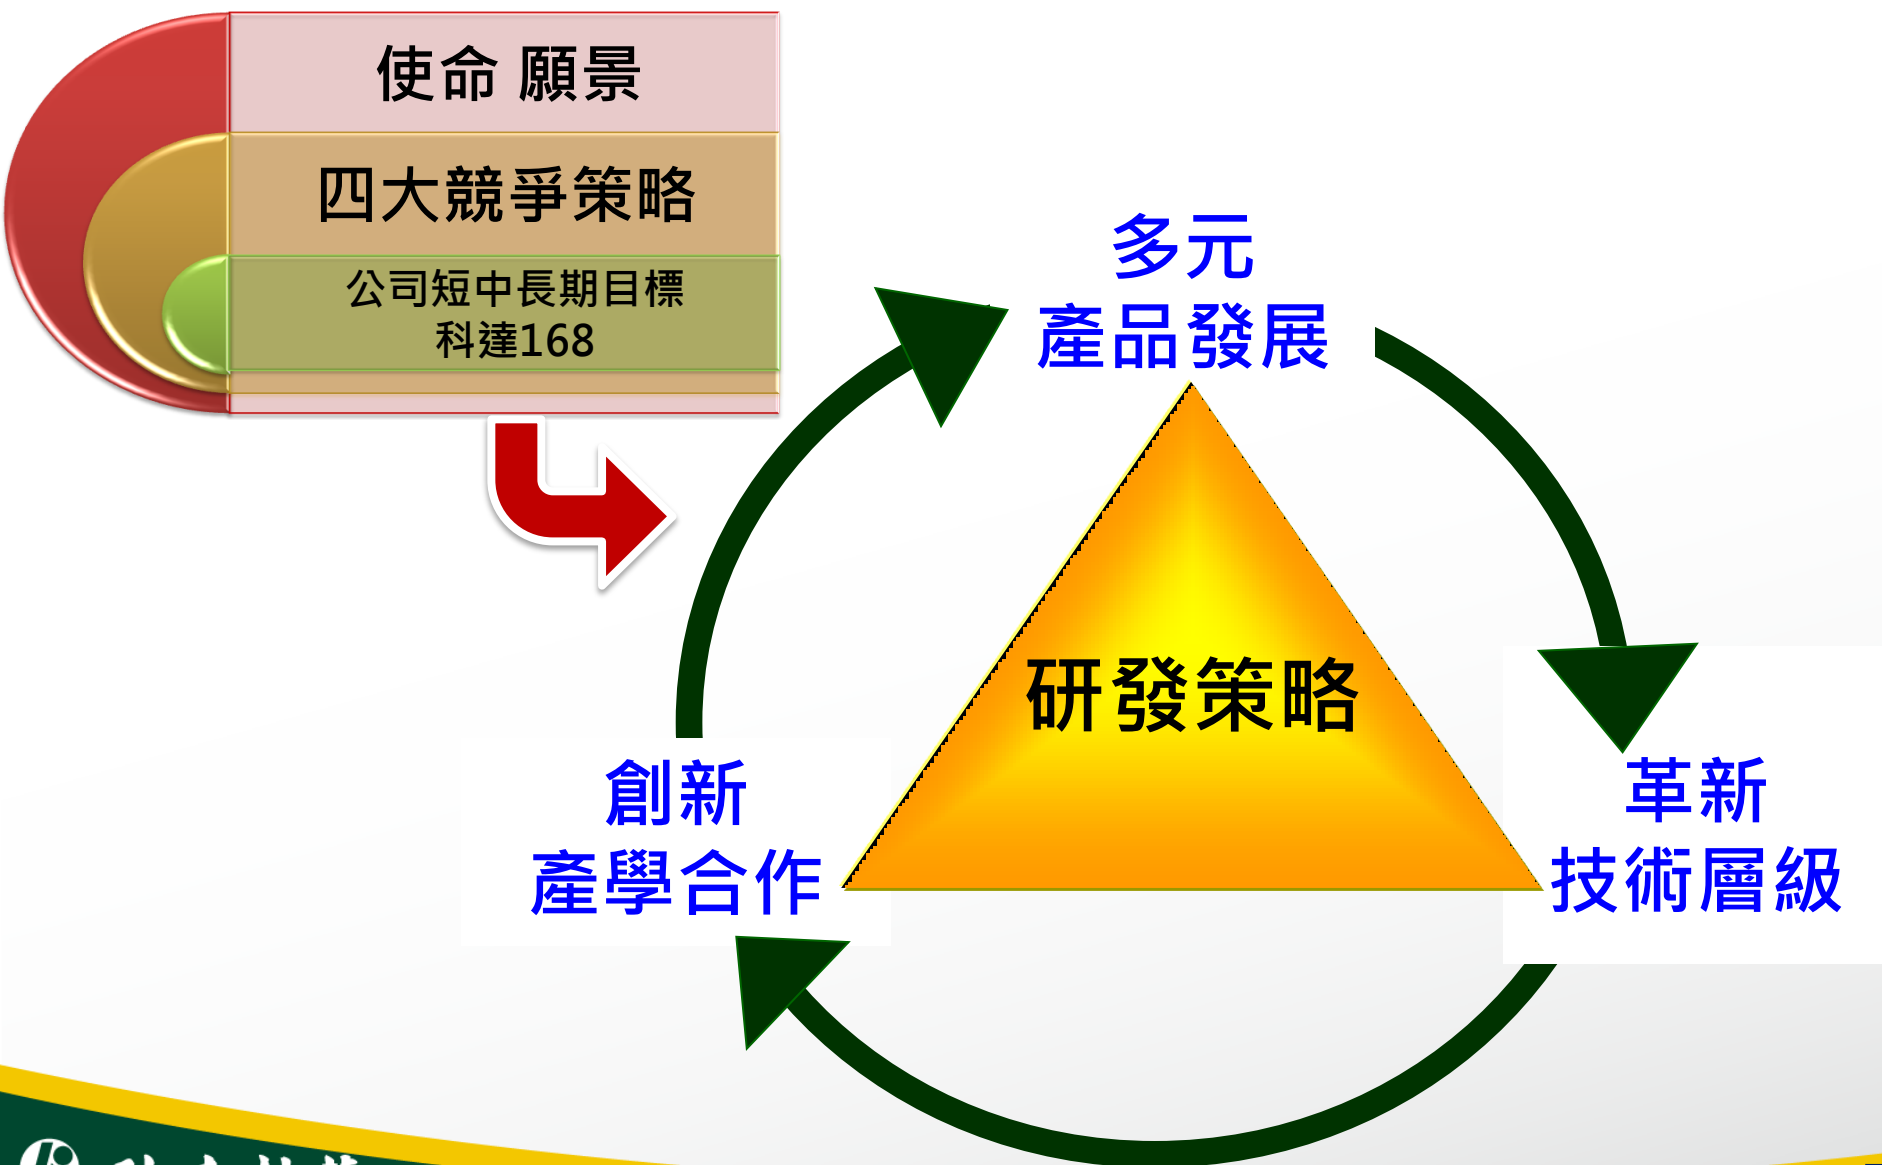 使命 願景
四大競爭策略
公司短中長期目標
科達168
多元
產品發展
研發策略
創新
產學合作
革新
技術層級